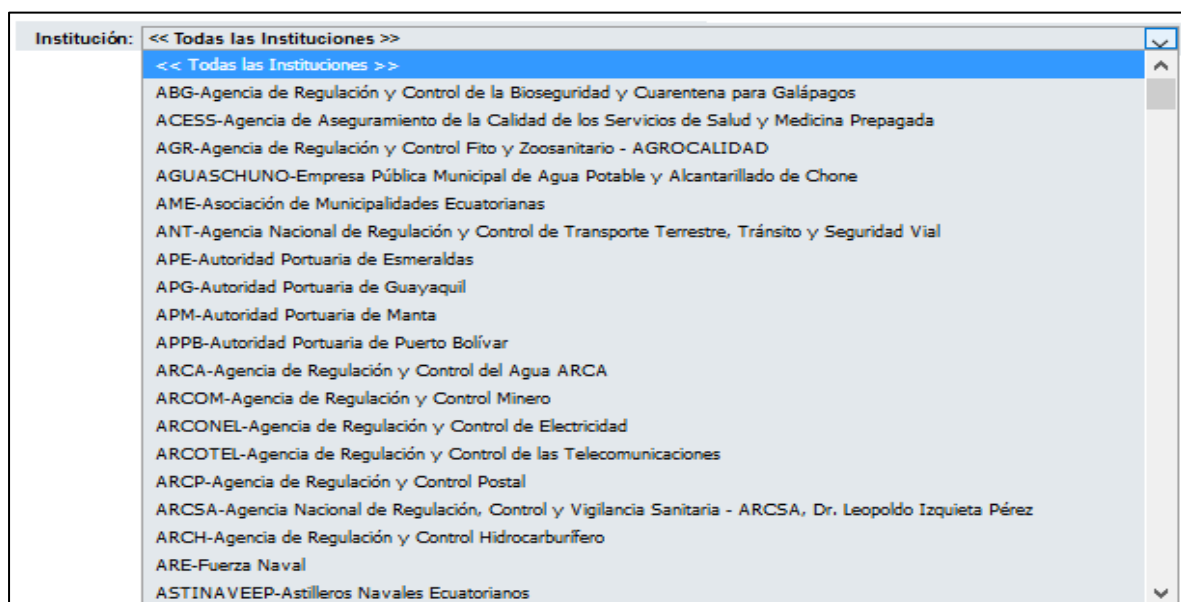 Institución: << Todas las Instituciones >>
<< Todas las Instituciones >>
ABG-Agencia de Regulación y Control de la Bioseguridad y Cuarentena para Galápagos
ACESS-Agencia de Aseguramiento de la Calidad de los Servicios de Salud y Medicina Prepagada
AGR-Agencia de Regulación y Control Fito y Zoosanitario - AGROCALIDAD
AGUASCHUNO-Empresa Pública Municipal de Agua Potable y Alcantarillado de Chone
AME-Asociación de Municipalidades Ecuatorianas
ANT-Agencia Nacional de Regulación y Control de Transporte Terrestre, Tránsito y Seguridad Vial
APE-Autoridad Portuaria de Esmeraldas
APG-Autoridad Portuaria de Guayaquil
APM-Autoridad Portuaria de Manta
APPB-Autoridad Portuaria de Puerto Bolívar
ARCA-Agencia de Regulación y Control del Agua ARCA
ARCOM-Agencia de Regulación y Control Minero
ARCONEL-Agencia de Regulación y Control de Electricidad
ARCOTEL-Agencia de Regulación y Control de las Telecomunicaciones
ARCP-Agencia de Regulación y Control Postal
ARCSA-Agencia Nacional de Regulación, Control y Vigilancia Sanitaria - ARCSA, Dr. Leopoldo Izquieta Pérez
ARCH-Agencia de Regulación y Control Hidrocarburífero
ARE-Fuerza Naval
ASTINAVEEP-Astilleros Navales Ecuatorianos